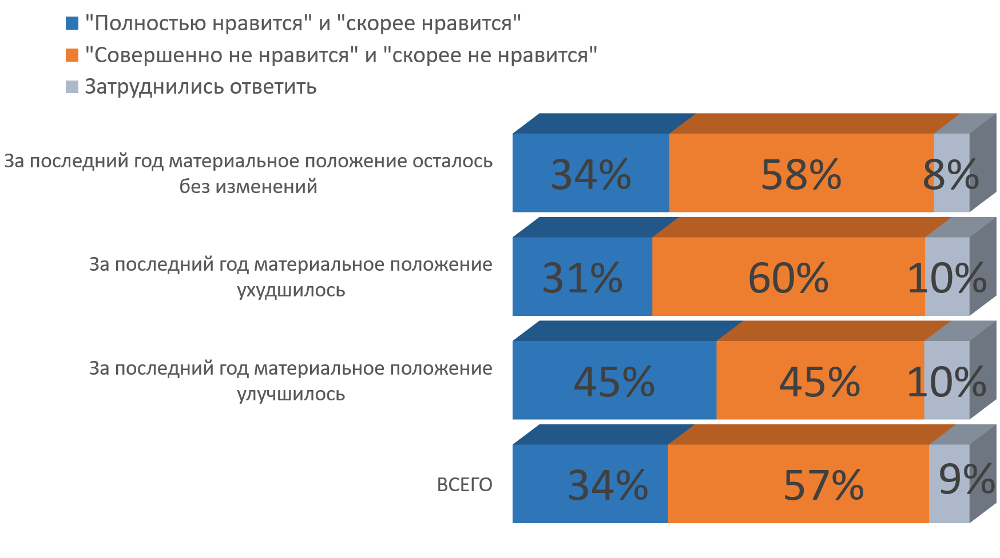 "Полностью нравится" и "скорее нравится"
"Совершенно не нравится" и "скорее не нравится"
Затруднились ответить
За последний год материальное положение осталось
без изменений
34% 58% 8%
За последний год материальное положение
ухудшилось
31% 60% 10%
За последний год материальное положение
улучшилось
45% 45% 10%
ВСЕГО
34% 57% 9%